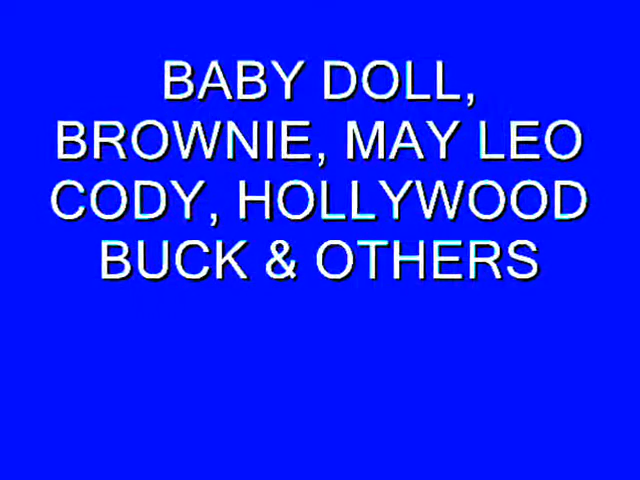 BABY DOLL,
BROWNIE, MAY LEO
CODY, HOLLYWOOD
BUCK & OTHERS